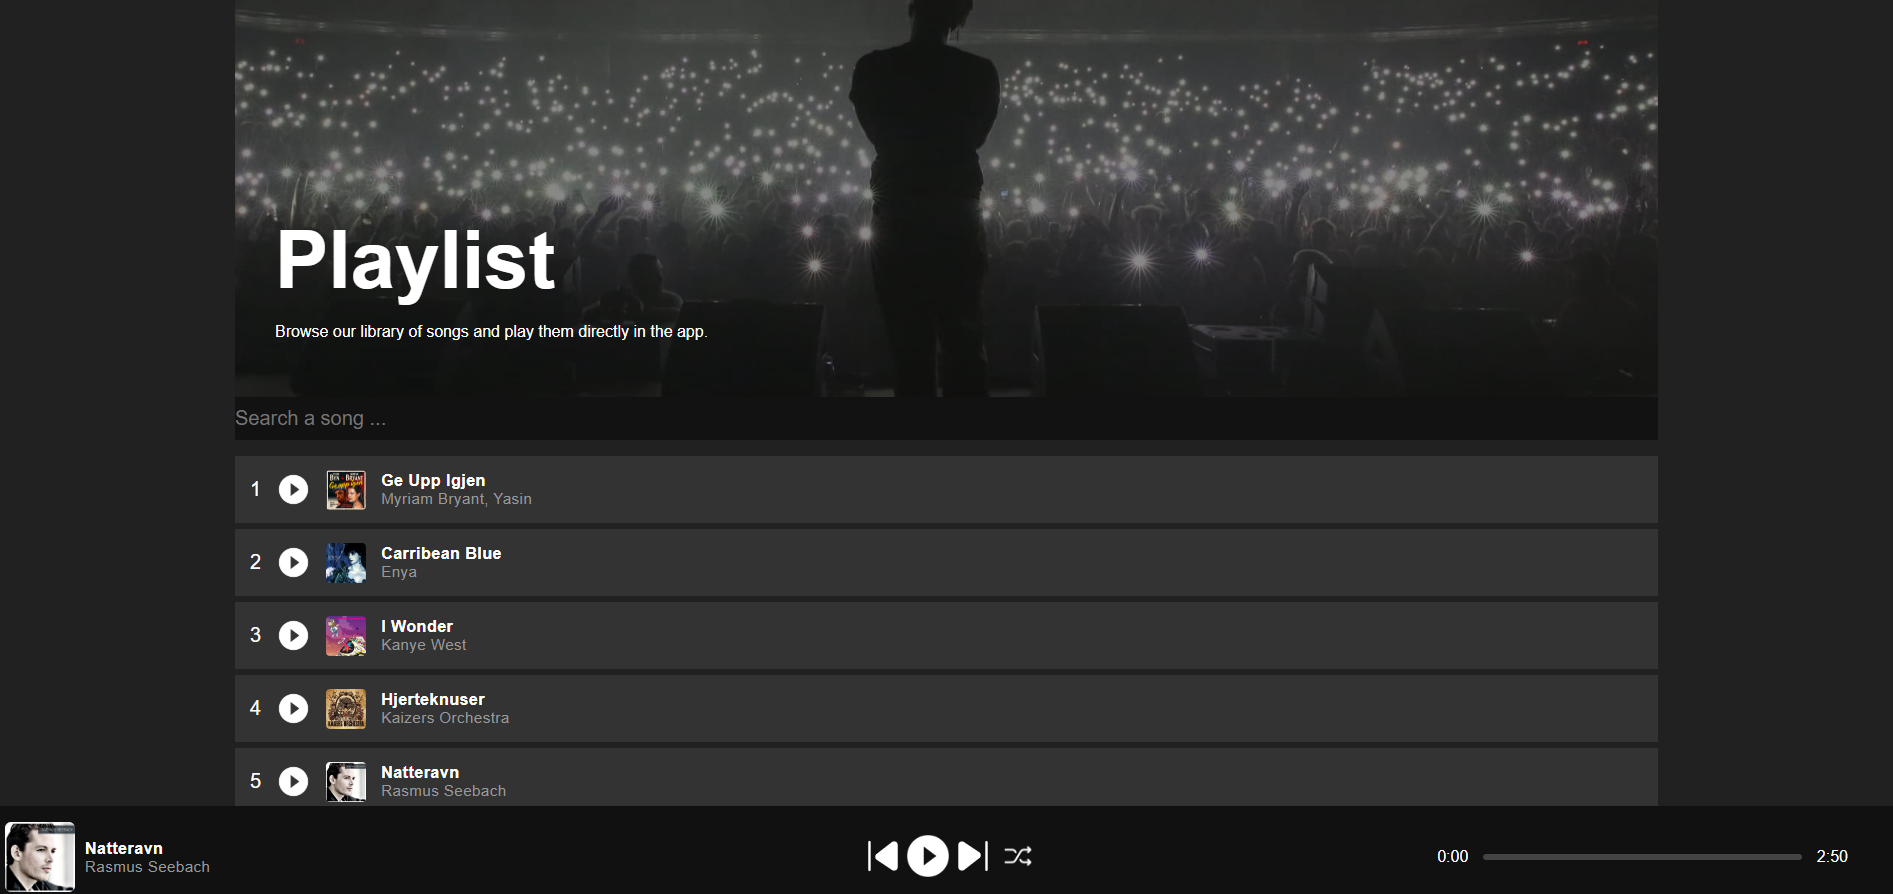 Playlist
Browse our library of songs and play them directly in the app.
Search a song ...
1
Ge Upp Igjen
Myriam Bryant, Yasin
2
Carribean Blue
Enya
3
I Wonder
Kanye West
4
Hjerteknuser
Kaizers Orchestra
5
Natteravn
Rasmus Seebach
Natteravn
Rasmus Seebach
0:00
2:50